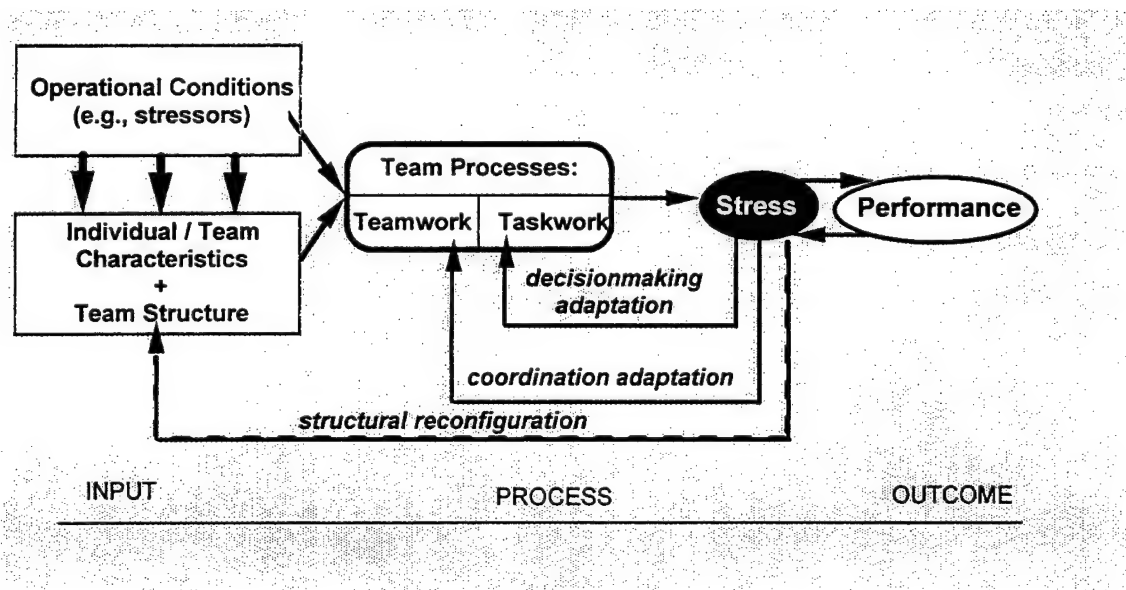 Operational Conditions
(e.g., stressors)
Individual / Team
Characteristics
+
Team Structure
Team Processes:
Teamwork
Taskwork
Stress
Performance
decisionmaking
adaptation
coordination adaptation
structural reconfiguration
INPUT
PROCESS
OUTCOME